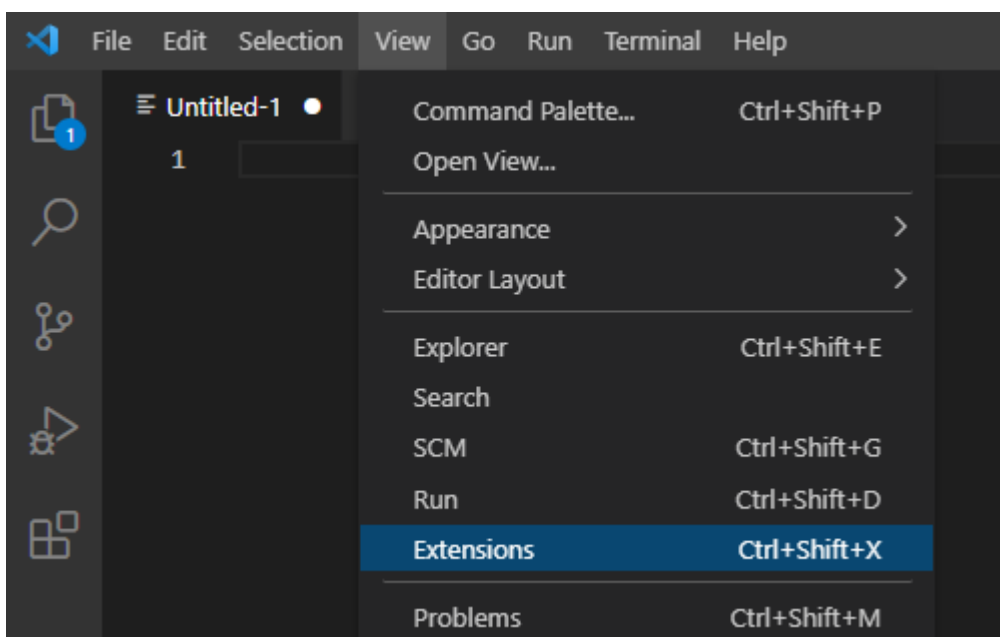 File Edit Selection View Go Run Terminal Help
Untitled-1
1
1
Command Palette... Ctrl+Shift+P
Open View...
Appearance
Editor Layout
Explorer Ctrl+Shift+E
Search
SCM Ctrl+Shift+G
Run Ctrl+Shift+D
Extensions Ctrl+Shift+X
Problems Ctrl+Shift+M